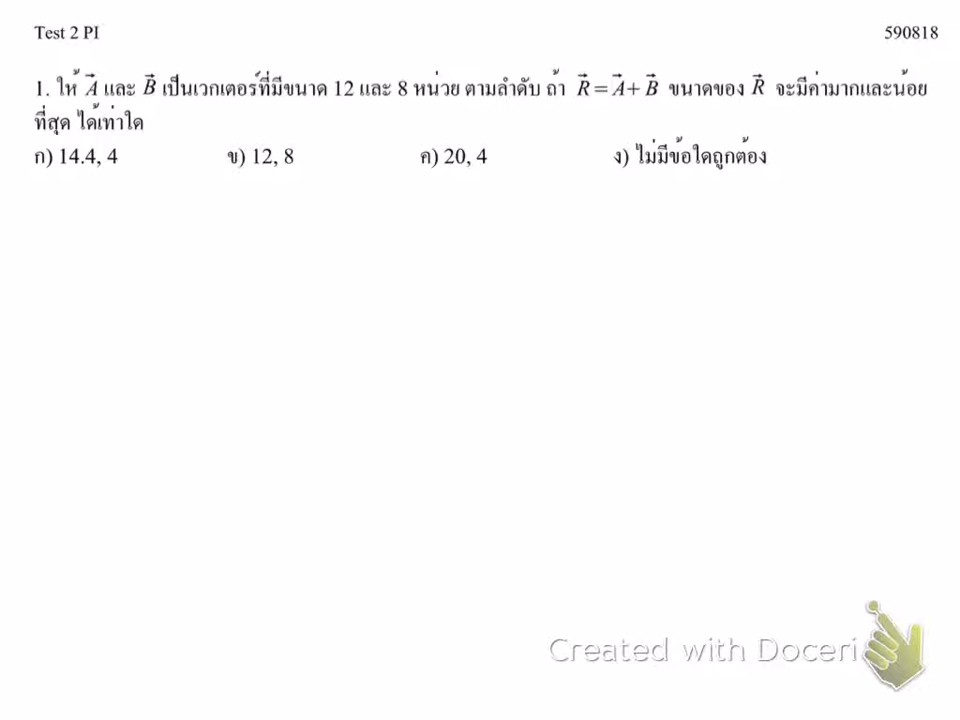 Test 2 PI 590818
1. ให้ A⃗ และ B⃗ เป็นเวกเตอร์ที่มีขนาด 12 และ 8 หน่วย ตามลำดับ ถ้า R⃗ = A⃗ + B⃗ ขนาดของ R⃗ จะมีค่ามากและน้อย
ที่สุด ได้เท่าใด
ก) 14.4, 4 ข) 12, 8 ค) 20, 4 ง) ไม่มีข้อใดถูกต้อง
Created with Doceri